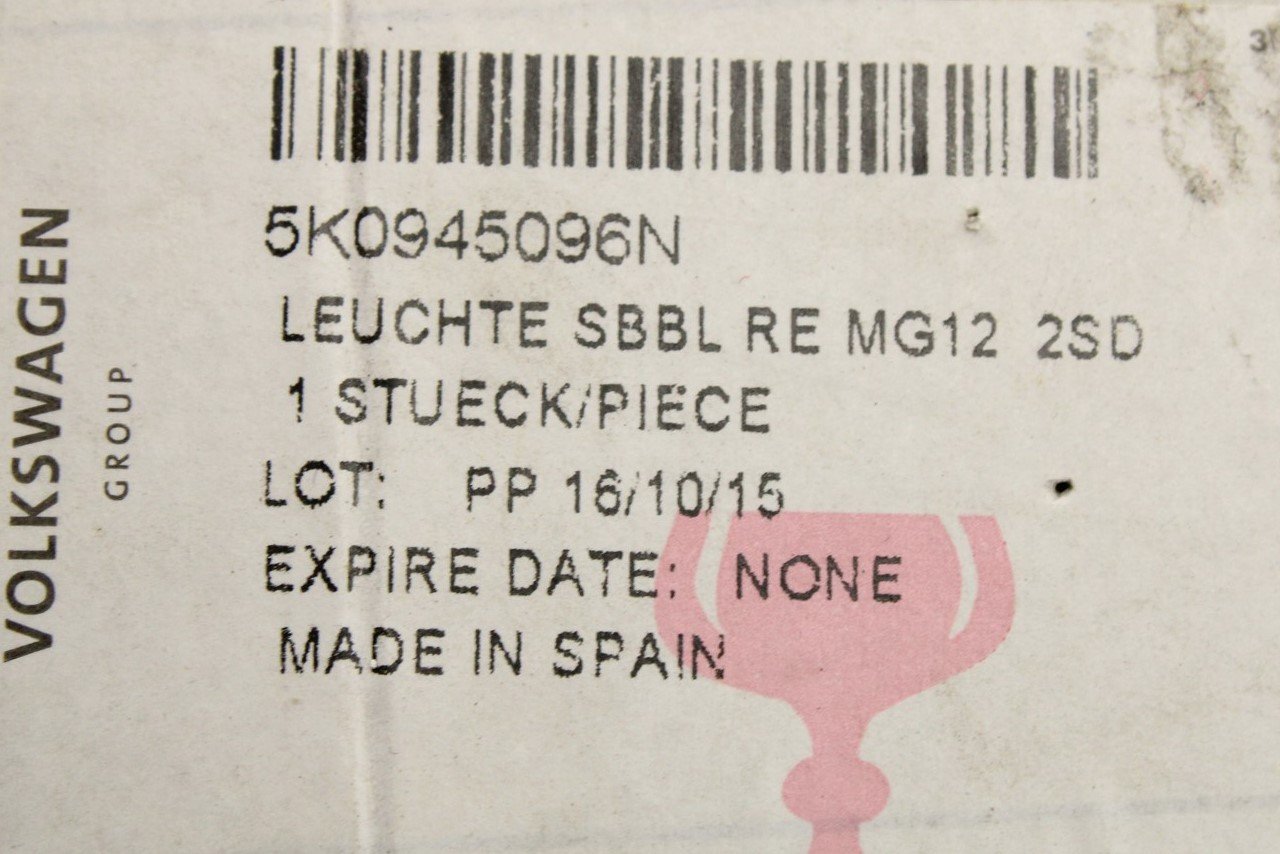 5K0945096N
LEUCHTE SBBL RE MG12 2SD
1 STUECK/PIECE
LOT: PP 16/10/15
EXPIRE DATE: NONE
MADE IN SPAIN
VOLKSWAGEN
GROUP